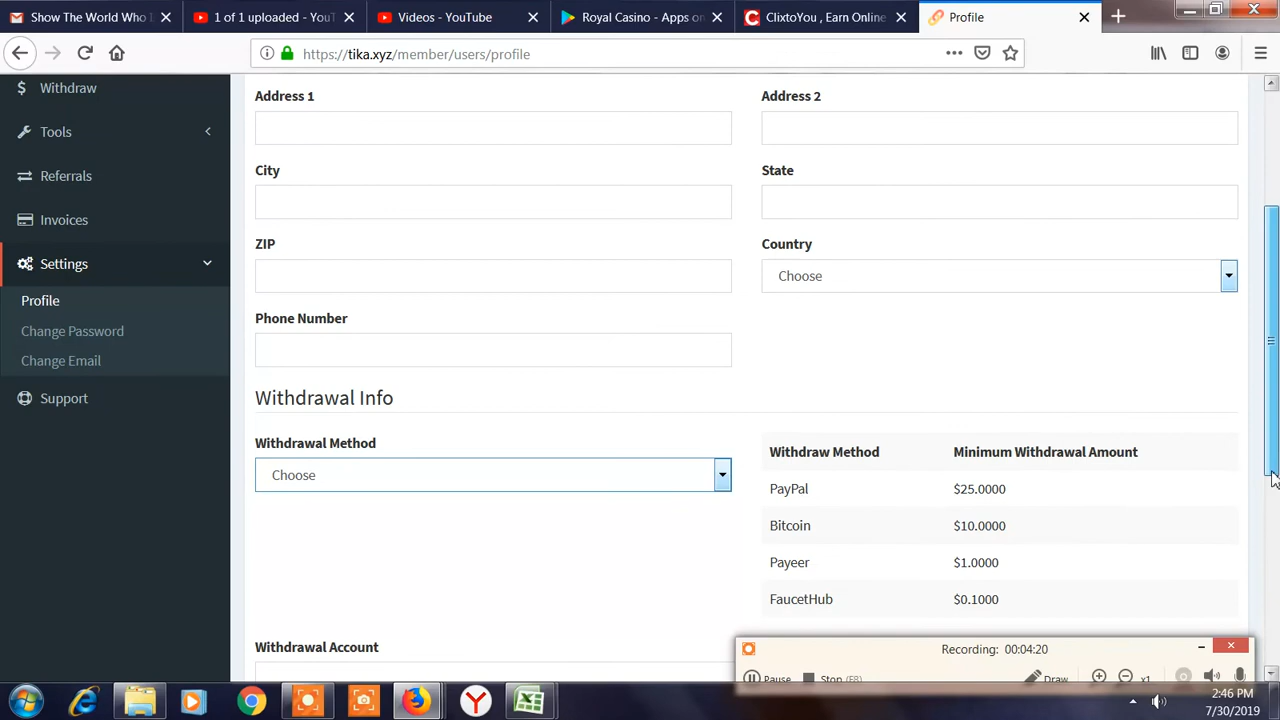 Show The World Who I
1 of 1 uploaded - YouT
Videos - YouTube
Royal Casino - Apps o
ClixtoYou , Earn Online
Profile
https://tika.xyz/member/users/profile
Withdraw
Tools
Referrals
Invoices
Settings
Profile
Change Password
Change Email
Support
Address 1
Address 2
City
State
ZIP
Country
Choose
Phone Number
Withdrawal Info
Withdrawal Method
Choose
Withdraw Method Minimum Withdrawal Amount
PayPal $25.0000
Bitcoin $10.0000
Payeer $1.0000
FaucetHub $0.1000
Withdrawal Account
Recording: 00:04:20
Pause Stop (F8) Draw x1
2:46 PM
7/30/2019